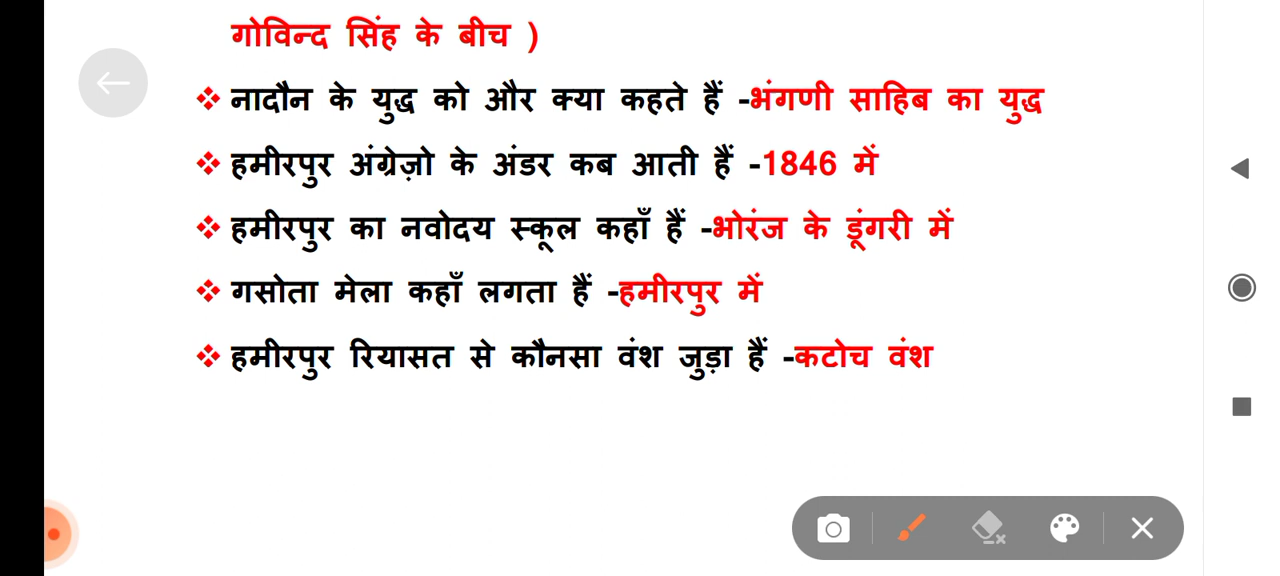 गोविन्द सिंह के बीच )
❖ नादौन के युद्ध को और क्या कहते हैं -भंगणी साहिब का युद्ध
❖ हमीरपुर अंग्रेज़ो के अंडर कब आती हैं -1846 में
❖ हमीरपुर का नवोदय स्कूल कहाँ हैं -भोरंज के डूंगरी में
❖ गसोता मेला कहाँ लगता हैं -हमीरपुर में
❖ हमीरपुर रियासत से कौनसा वंश जुड़ा हैं -कटोच वंश